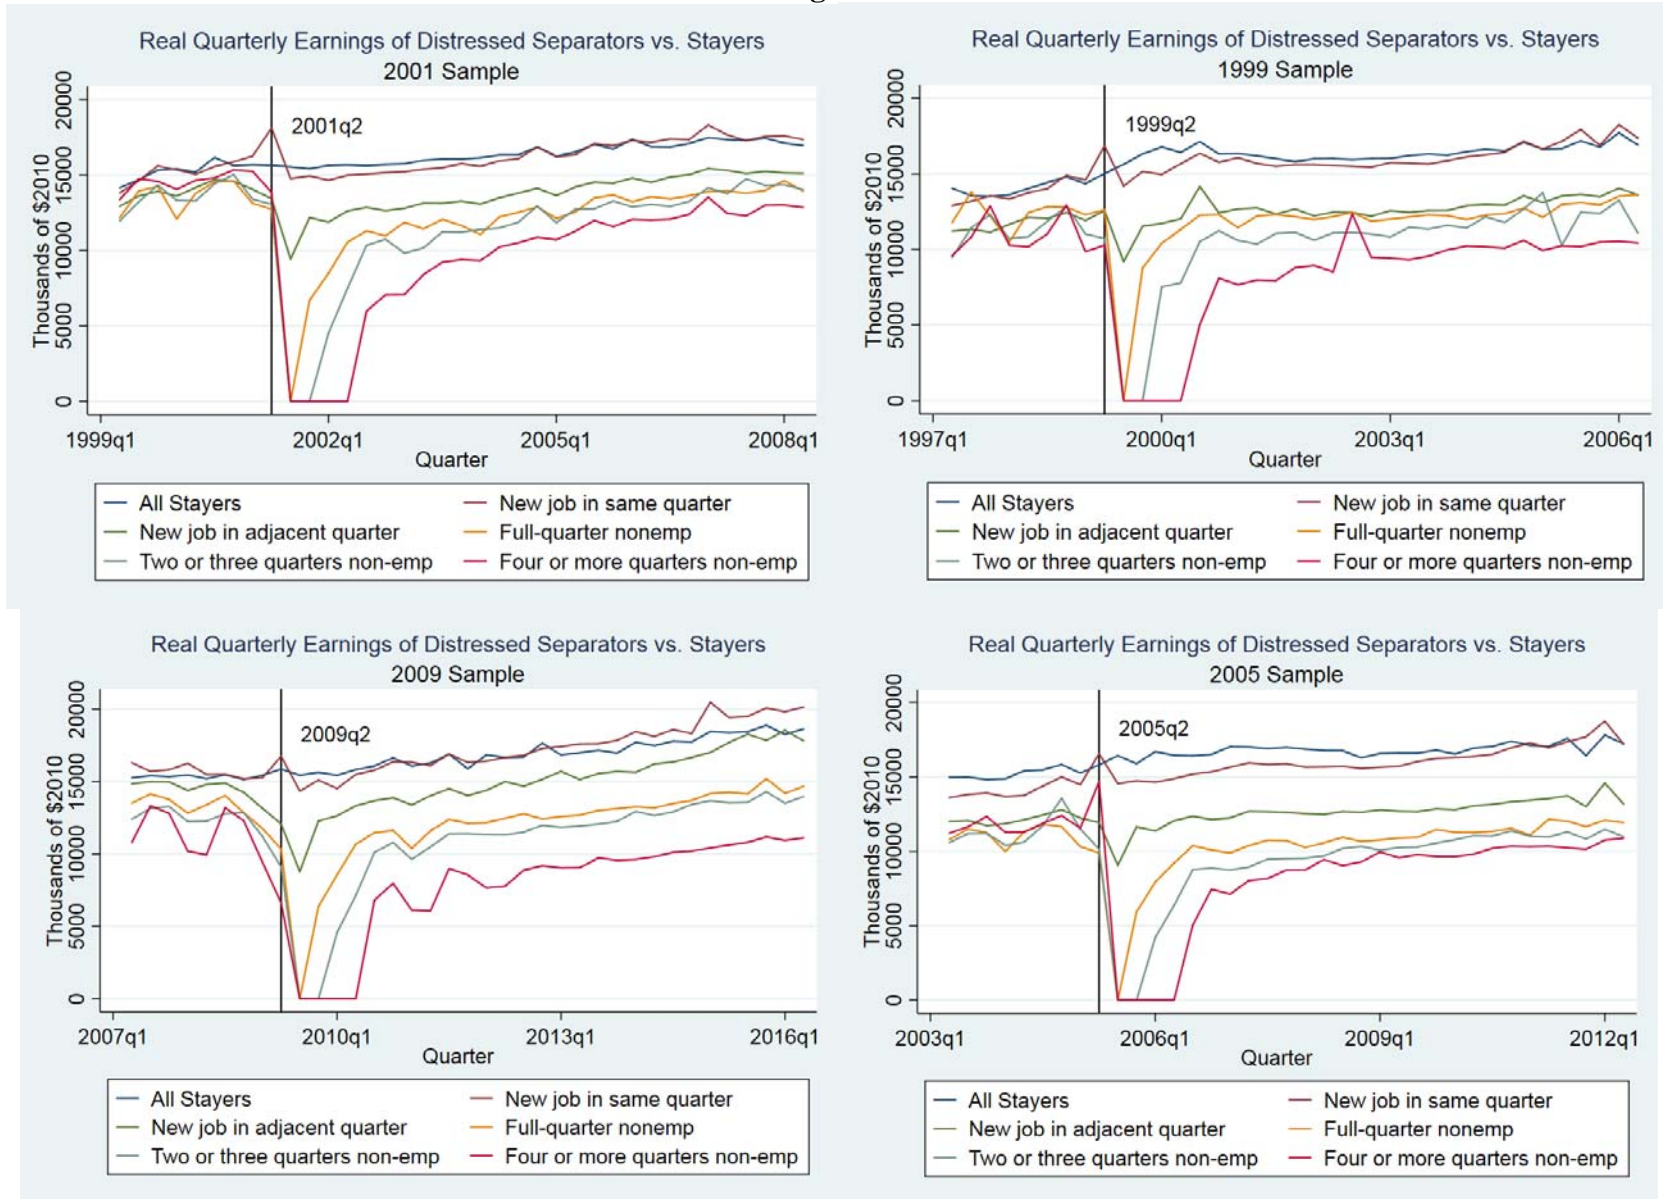 g
Real Quarterly Earnings of Distressed Separators vs. Stayers
2001 Sample
Thousands of $2010
20000
15000
10000
5000
0
2001q2
1999q1 2002q1 2005q1 2008q1
Quarter
All Stayers New job in same quarter
New job in adjacent quarter Full-quarter nonemp
Two or three quarters non-emp Four or more quarters non-emp
Real Quarterly Earnings of Distressed Separators vs. Stayers
1999 Sample
Thousands of $2010
20000
15000
10000
5000
0
1999q2
1997q1 2000q1 2003q1 2006q1
Quarter
All Stayers New job in same quarter
New job in adjacent quarter Full-quarter nonemp
Two or three quarters non-emp Four or more quarters non-emp
Real Quarterly Earnings of Distressed Separators vs. Stayers
2009 Sample
Thousands of $2010
20000
15000
10000
5000
0
2009q2
2007q1 2010q1 2013q1 2016q1
Quarter
All Stayers New job in same quarter
New job in adjacent quarter Full-quarter nonemp
Two or three quarters non-emp Four or more quarters non-emp
Real Quarterly Earnings of Distressed Separators vs. Stayers
2005 Sample
Thousands of $2010
20000
15000
10000
5000
0
2005q2
2003q1 2006q1 2009q1 2012q1
Quarter
All Stayers New job in same quarter
New job in adjacent quarter Full-quarter nonemp
Two or three quarters non-emp Four or more quarters non-emp